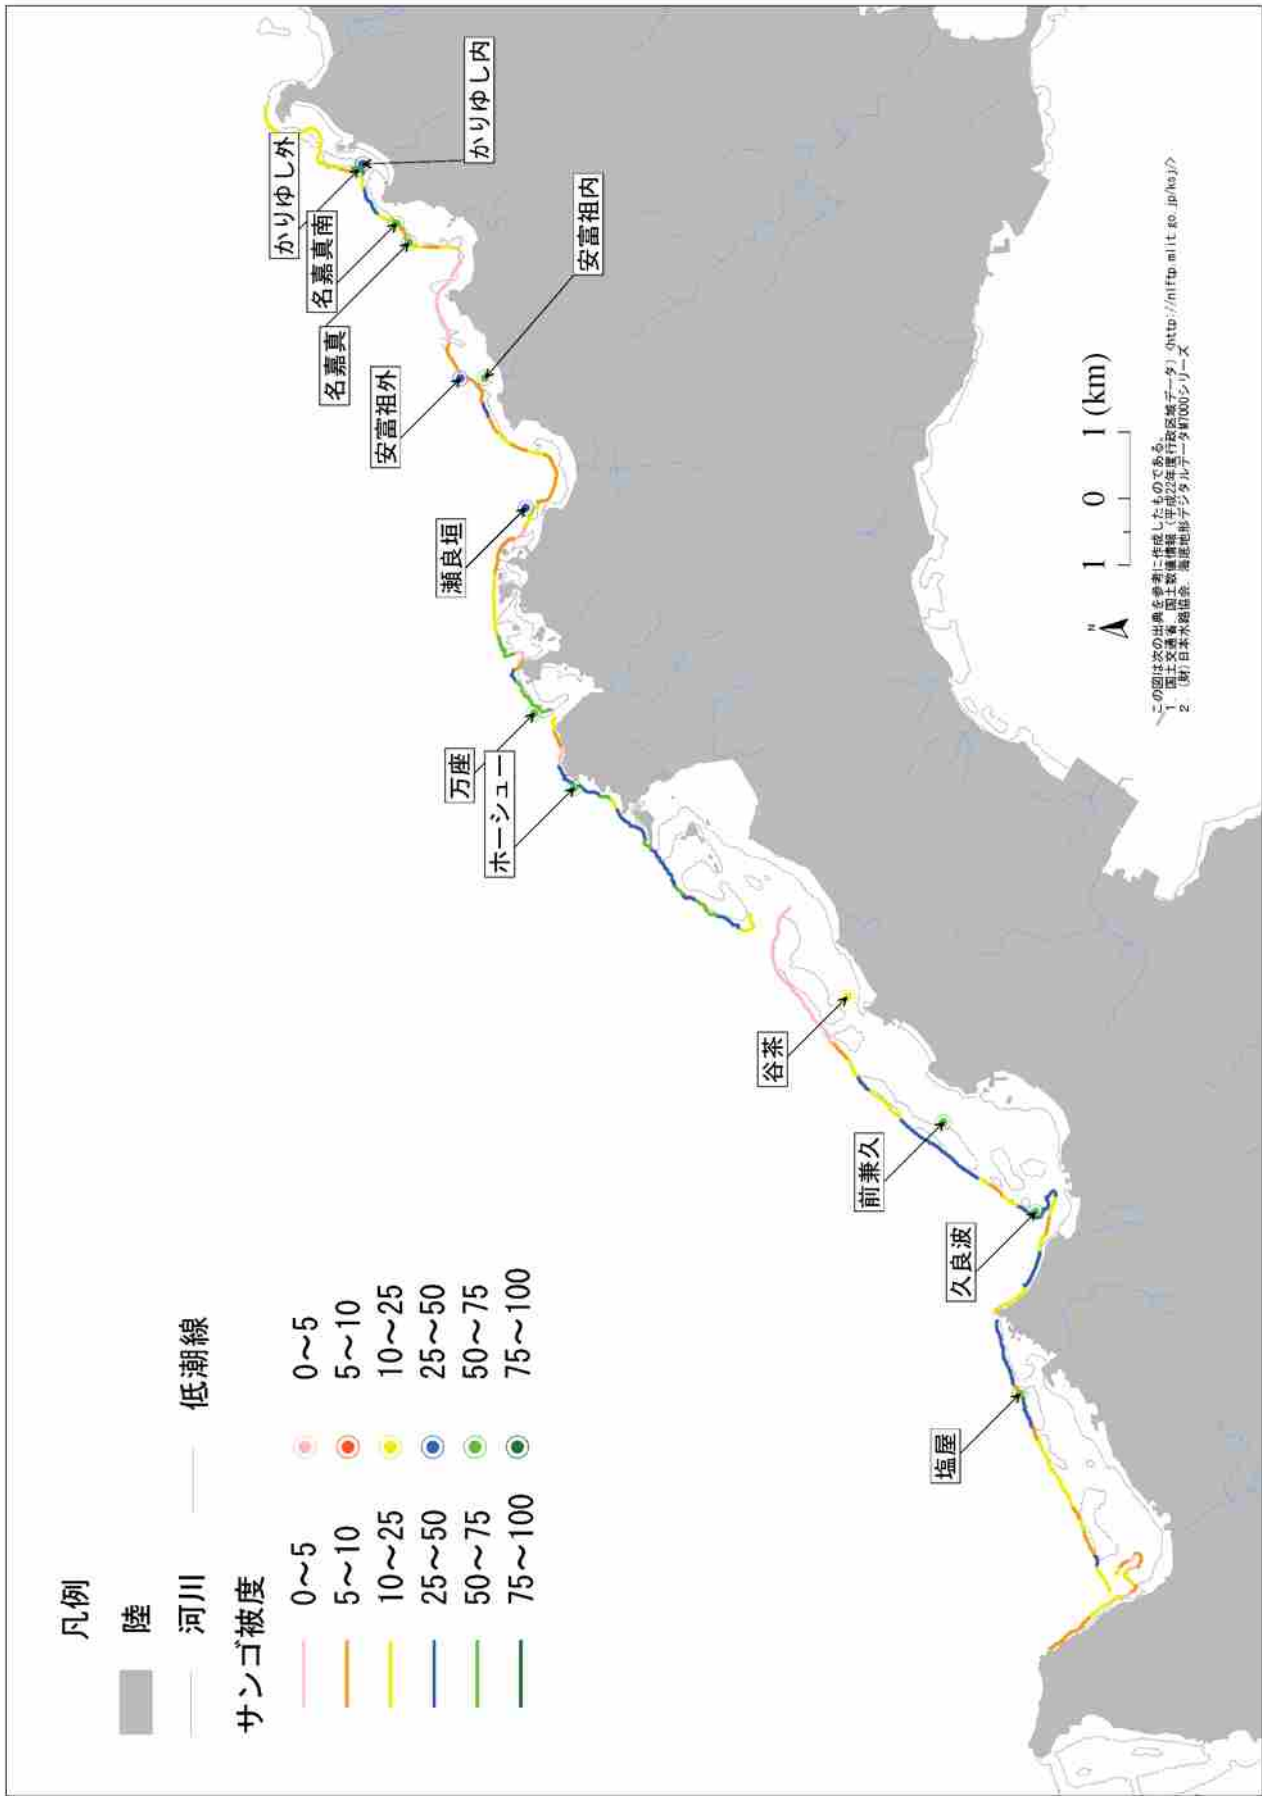 凡例
陸
河川
低潮線
サンゴ被度
0～5
0～5
5～10
5～10
10～25
10～25
25～50
25～50
50～75
50～75
75～100
75～100
かりゆし外
かりゆし内
名嘉真南
名嘉真
安富祖外
安富祖内
瀬良垣
万座
ホーシュー
谷茶
前兼久
久良波
塩屋
N
1 0 1 (km)
この図は次の出典を参考に作成したものである。
1. 国土交通省、国土数値情報（平成22年度行政区域データ）<http://nlftp.mlit.go.jp/ksj/>
2. (財)日本水路協会、海底地形デジタルデータM7000シリーズ